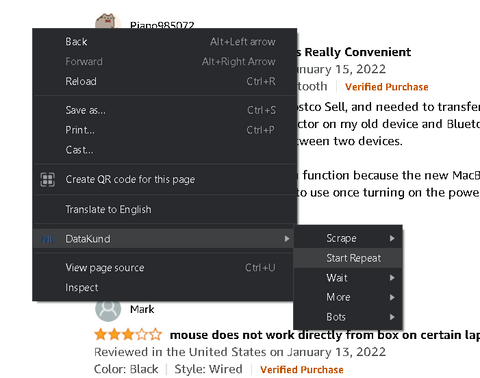 Piano985072
Back Alt+Left arrow
s Really Convenient
Forward Alt+Right Arrow
anuary 15, 2022
Reload Ctrl+R
tooth | Verified Purchase
Save as... Ctrl+S
ostco Sell, and needed to transfer
Print... Ctrl+P
ctor on my old device and Blueto
Cast...
tween two devices.
Create QR code for this page
function because the new MacB
to use once turning on the powe
Translate to English
DataKund
Scrape
Start Repeat
View page source Ctrl+U
Wait
Inspect
More
Mark
Bots
mouse does not work directly from box on certain lap
Reviewed in the United States on January 13, 2022
Color: Black | Style: Wired | Verified Purchase